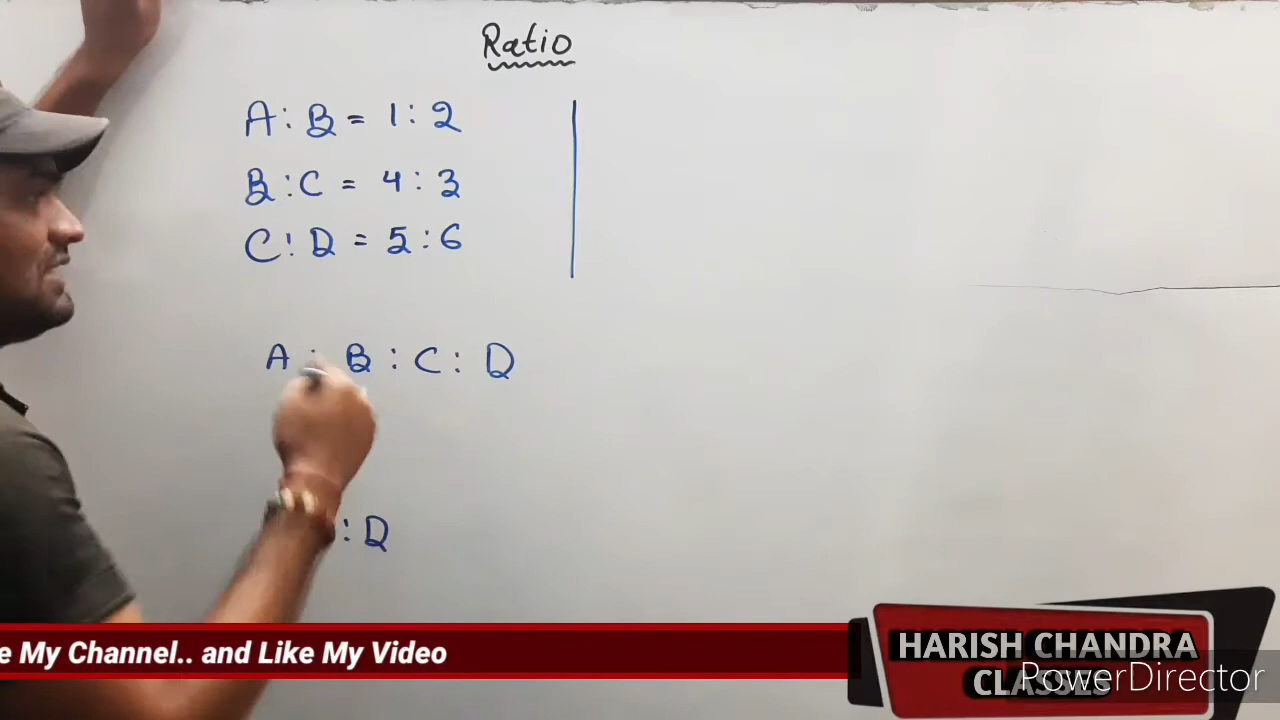 Ratio
A : B = 1 : 2
B : C = 4 : 3
C : D = 5 : 6
A : B : C : D
: D
e My Channel.. and Like My Video
HARISH CHANDRA
CLASSES
PowerDirector